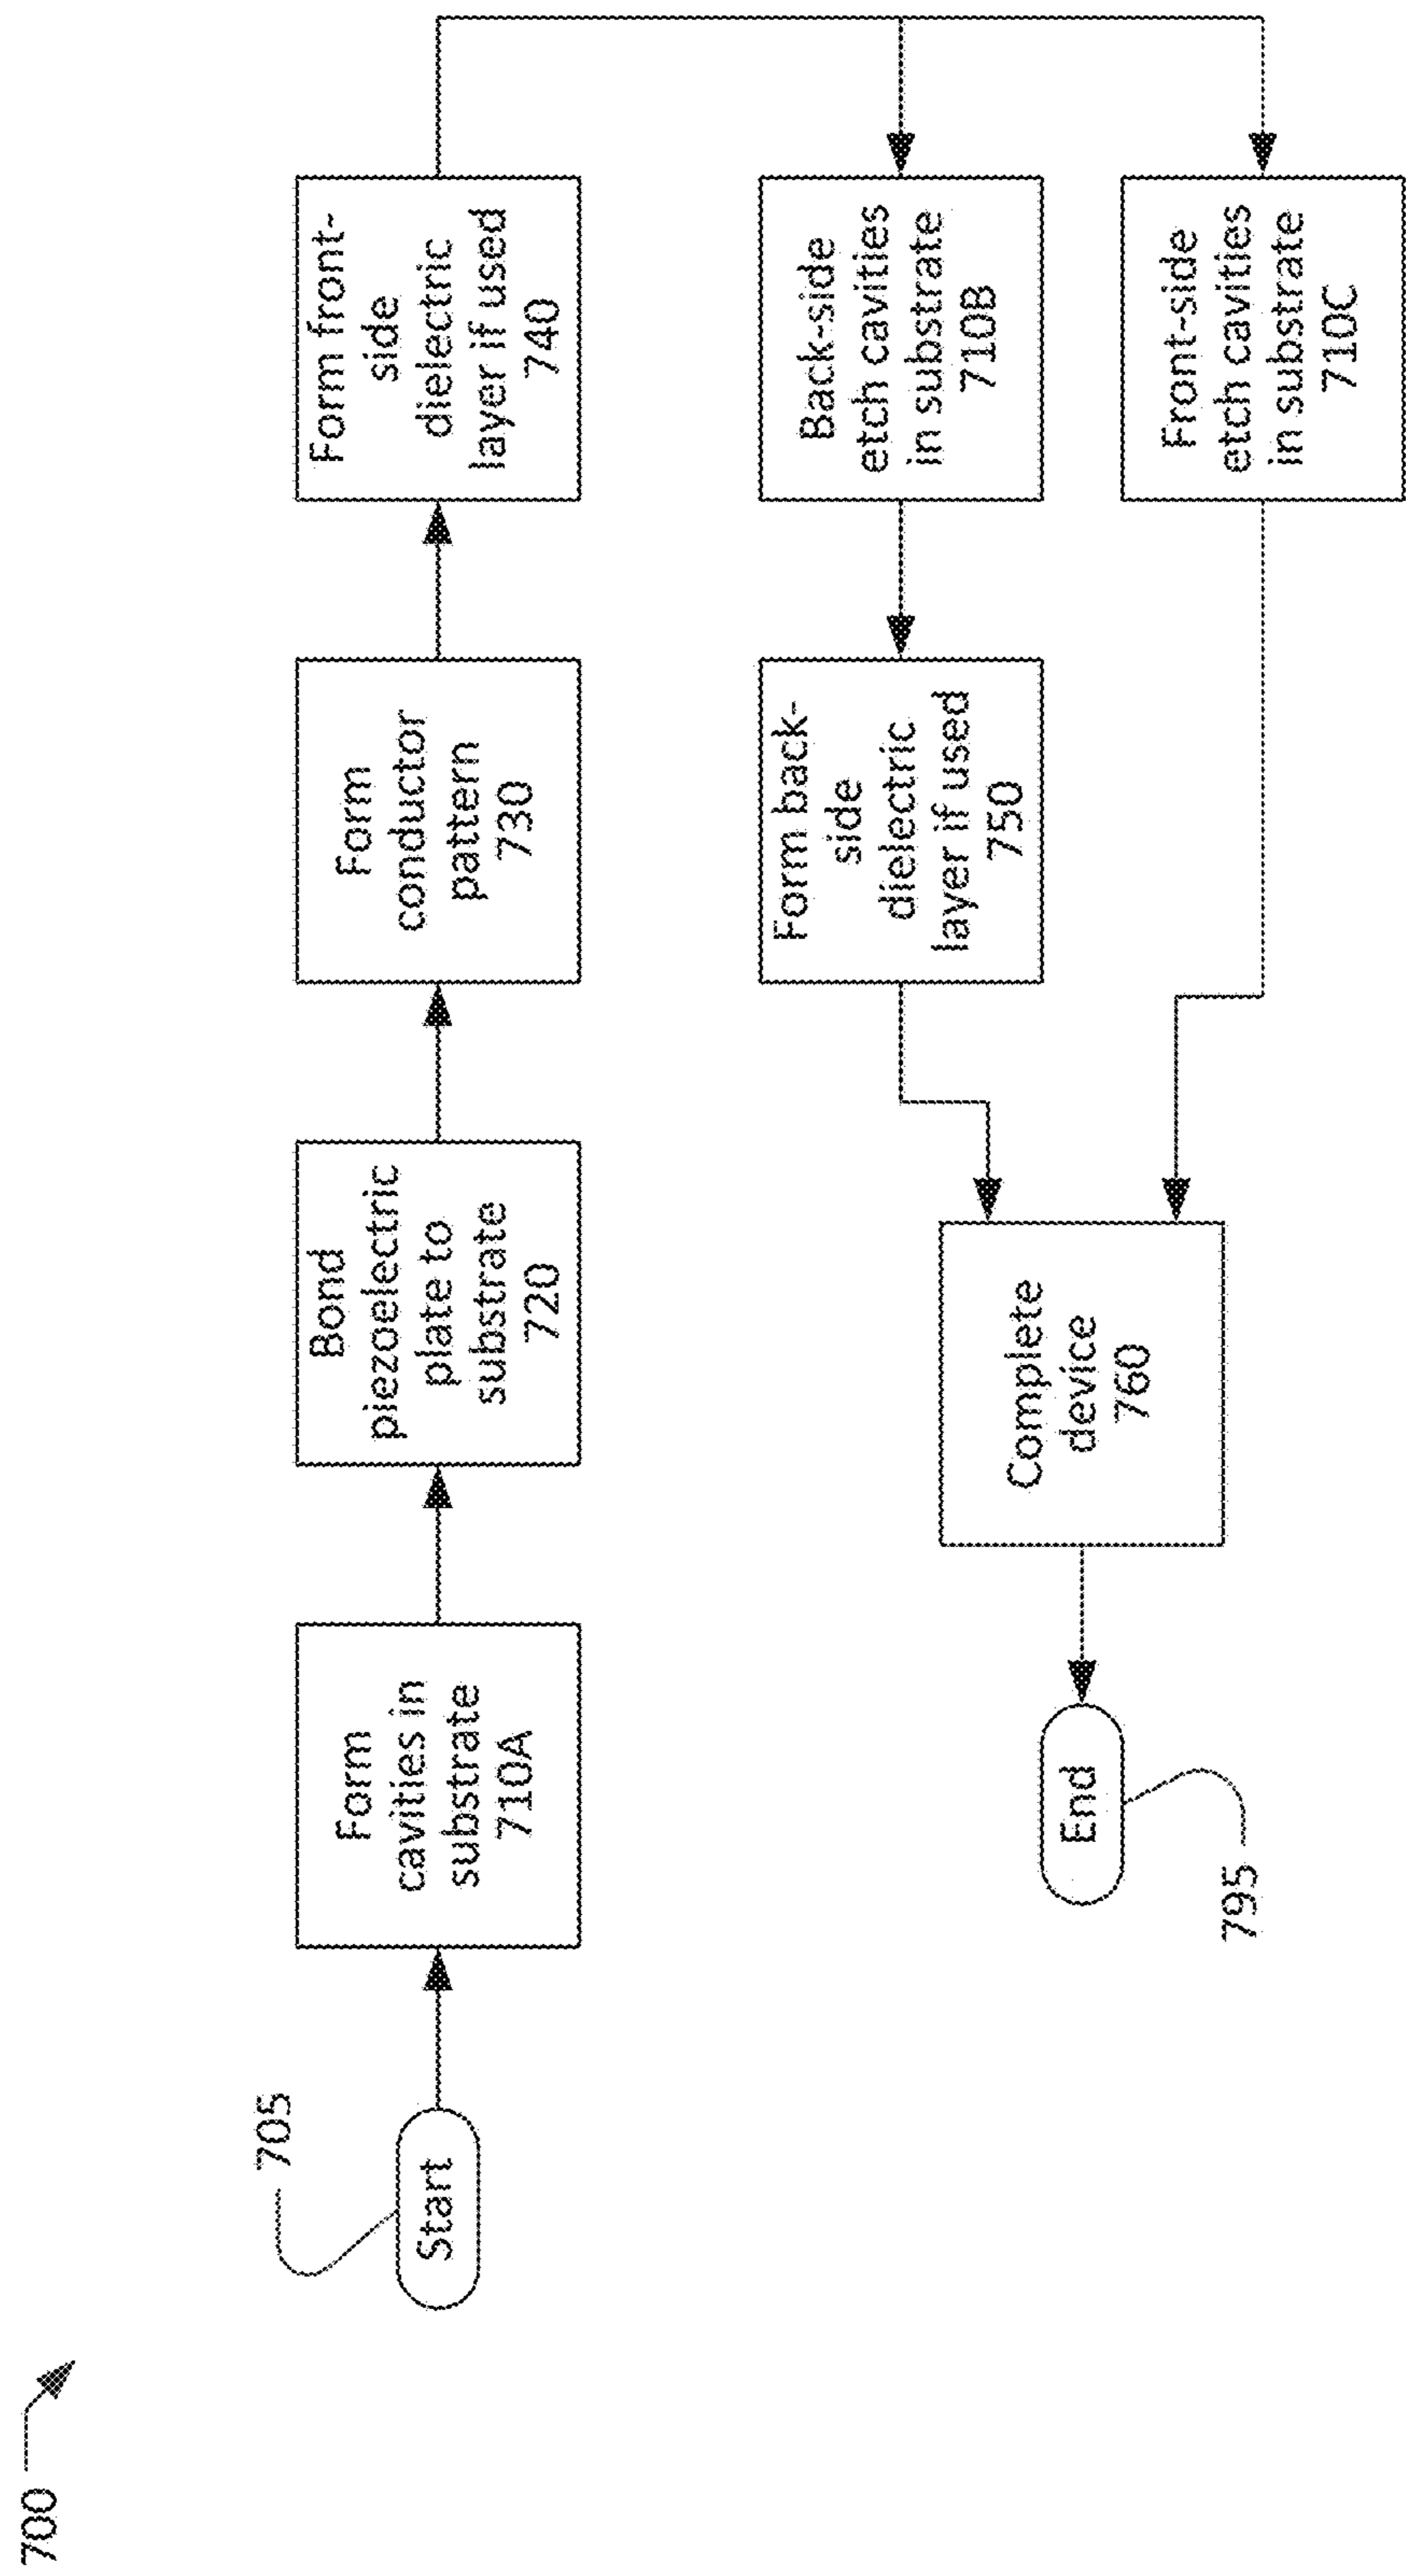 700
705
Start
Form
cavities in
substrate
710A
Bond
piezoelectric
plate to
substrate
720
Form
conductor
pattern
730
Form front-
side
dielectric
layer if used
740
Back-side
etch cavities
in substrate
710B
Form back-
side
dielectric
layer if used
750
Front-side
etch cavities
in substrate
710C
Complete
device
760
End
795